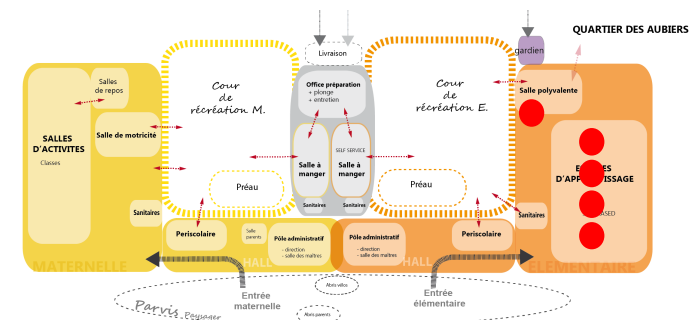 QUARTIER DES AUBIERS
Livraison
gardien
Salles
de repos
Cour
de
récréation M.
Office préparation
+ plonge
+ entretien
Cour
de
récréation E.
Salle polyvalente
SALLES
D'ACTIVITES
Classes
Salle de motricité
SELF SERVICE
Salle à
manger
Salle à
manger
Préau
Préau
Sanitaires
Sanitaires
Sanitaires
Sanitaires
Periscolaire
Salle
parents
Pôle administratif
- direction
- salle des maîtres
Pôle administratif
- direction
- salle des maîtres
Periscolaire
MATERNELLE
HALL
HALL
ELEMENTAIRE
Entrée
maternelle
Entrée
élémentaire
Abris vélos
Parvis Paysager
Abris parents